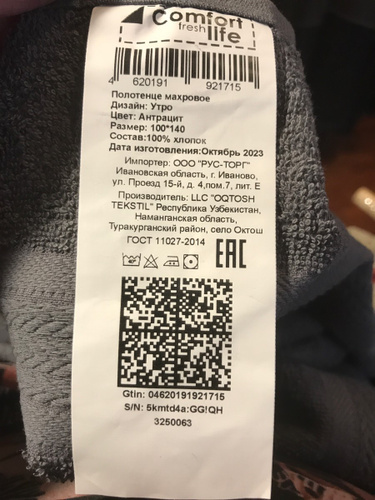 Comfort
fresh life
4 620191 921715
Полотенце махровое
Дизайн: Утро
Цвет: Антрацит
Размер: 100*140
Состав:100% хлопок
Дата изготовления:Октябрь 2023
Импортер: ООО "РУС-ТОРГ"
Ивановская область, г. Иваново,
ул. Проезд 15-й, д. 4,пом.7, лит. Е
Производитель: LLC "OQTOSH
TEKSTIL" Республика Узбекистан,
Наманганская область,
Туракурганский район, село Октош
ГОСТ 11027-2014
EAC
Gtin: 04620191921715
S/N: 5kmtd4a:GG!QH
3250063